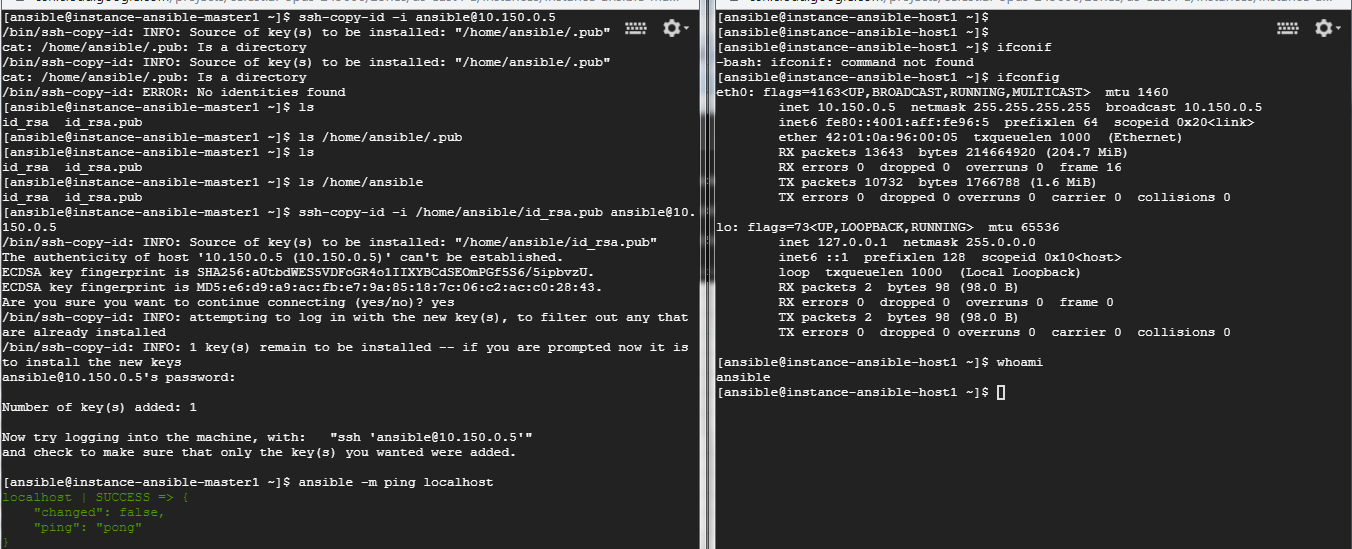 [ansible@instance-ansible-master1 ~]$ ssh-copy-id -i ansible@10.150.0.5
/bin/ssh-copy-id: INFO: Source of key(s) to be installed: "/home/ansible/.pub"
cat: /home/ansible/.pub: Is a directory
/bin/ssh-copy-id: INFO: Source of key(s) to be installed: "/home/ansible/.pub"
cat: /home/ansible/.pub: Is a directory
/bin/ssh-copy-id: ERROR: No identities found
[ansible@instance-ansible-master1 ~]$ ls
id_rsa  id_rsa.pub
[ansible@instance-ansible-master1 ~]$ ls /home/ansible/.pub
[ansible@instance-ansible-master1 ~]$ ls
id_rsa  id_rsa.pub
[ansible@instance-ansible-master1 ~]$ ls /home/ansible
id_rsa  id_rsa.pub
[ansible@instance-ansible-master1 ~]$ ssh-copy-id -i /home/ansible/id_rsa.pub ansible@10.
150.0.5
/bin/ssh-copy-id: INFO: Source of key(s) to be installed: "/home/ansible/id_rsa.pub"
The authenticity of host '10.150.0.5 (10.150.0.5)' can't be established.
ECDSA key fingerprint is SHA256:aUtbdWES5VDFoGR4o1IIXYBCdSEOmPGf5S6/5ipbvzU.
ECDSA key fingerprint is MD5:e6:d9:a9:ac:fb:e7:9a:85:18:7c:06:c2:ac:c0:28:43.
Are you sure you want to continue connecting (yes/no)? yes
/bin/ssh-copy-id: INFO: attempting to log in with the new key(s), to filter out any that
are already installed
/bin/ssh-copy-id: INFO: 1 key(s) remain to be installed -- if you are prompted now it is
to install the new keys
ansible@10.150.0.5's password:
Number of key(s) added: 1
Now try logging into the machine, with:   "ssh 'ansible@10.150.0.5'"
and check to make sure that only the key(s) you wanted were added.
[ansible@instance-ansible-master1 ~]$ ansible -m ping localhost
localhost | SUCCESS => {
    "changed": false,
    "ping": "pong"
}
[ansible@instance-ansible-host1 ~]$
[ansible@instance-ansible-host1 ~]$
[ansible@instance-ansible-host1 ~]$ ifconif
-bash: ifconif: command not found
[ansible@instance-ansible-host1 ~]$ ifconfig
eth0: flags=4163<UP,BROADCAST,RUNNING,MULTICAST>  mtu 1460
        inet 10.150.0.5  netmask 255.255.255.255  broadcast 10.150.0.5
        inet6 fe80::4001:aff:fe96:5  prefixlen 64  scopeid 0x20<link>
        ether 42:01:0a:96:00:05  txqueuelen 1000  (Ethernet)
        RX packets 13643  bytes 214664920 (204.7 MiB)
        RX errors 0  dropped 0  overruns 0  frame 16
        TX packets 10732  bytes 1766788 (1.6 MiB)
        TX errors 0  dropped 0 overruns 0  carrier 0  collisions 0
lo: flags=73<UP,LOOPBACK,RUNNING>  mtu 65536
        inet 127.0.0.1  netmask 255.0.0.0
        inet6 ::1  prefixlen 128  scopeid 0x10<host>
        loop  txqueuelen 1000  (Local Loopback)
        RX packets 2  bytes 98 (98.0 B)
        RX errors 0  dropped 0  overruns 0  frame 0
        TX packets 2  bytes 98 (98.0 B)
        TX errors 0  dropped 0 overruns 0  carrier 0  collisions 0
[ansible@instance-ansible-host1 ~]$ whoami
ansible
[ansible@instance-ansible-host1 ~]$